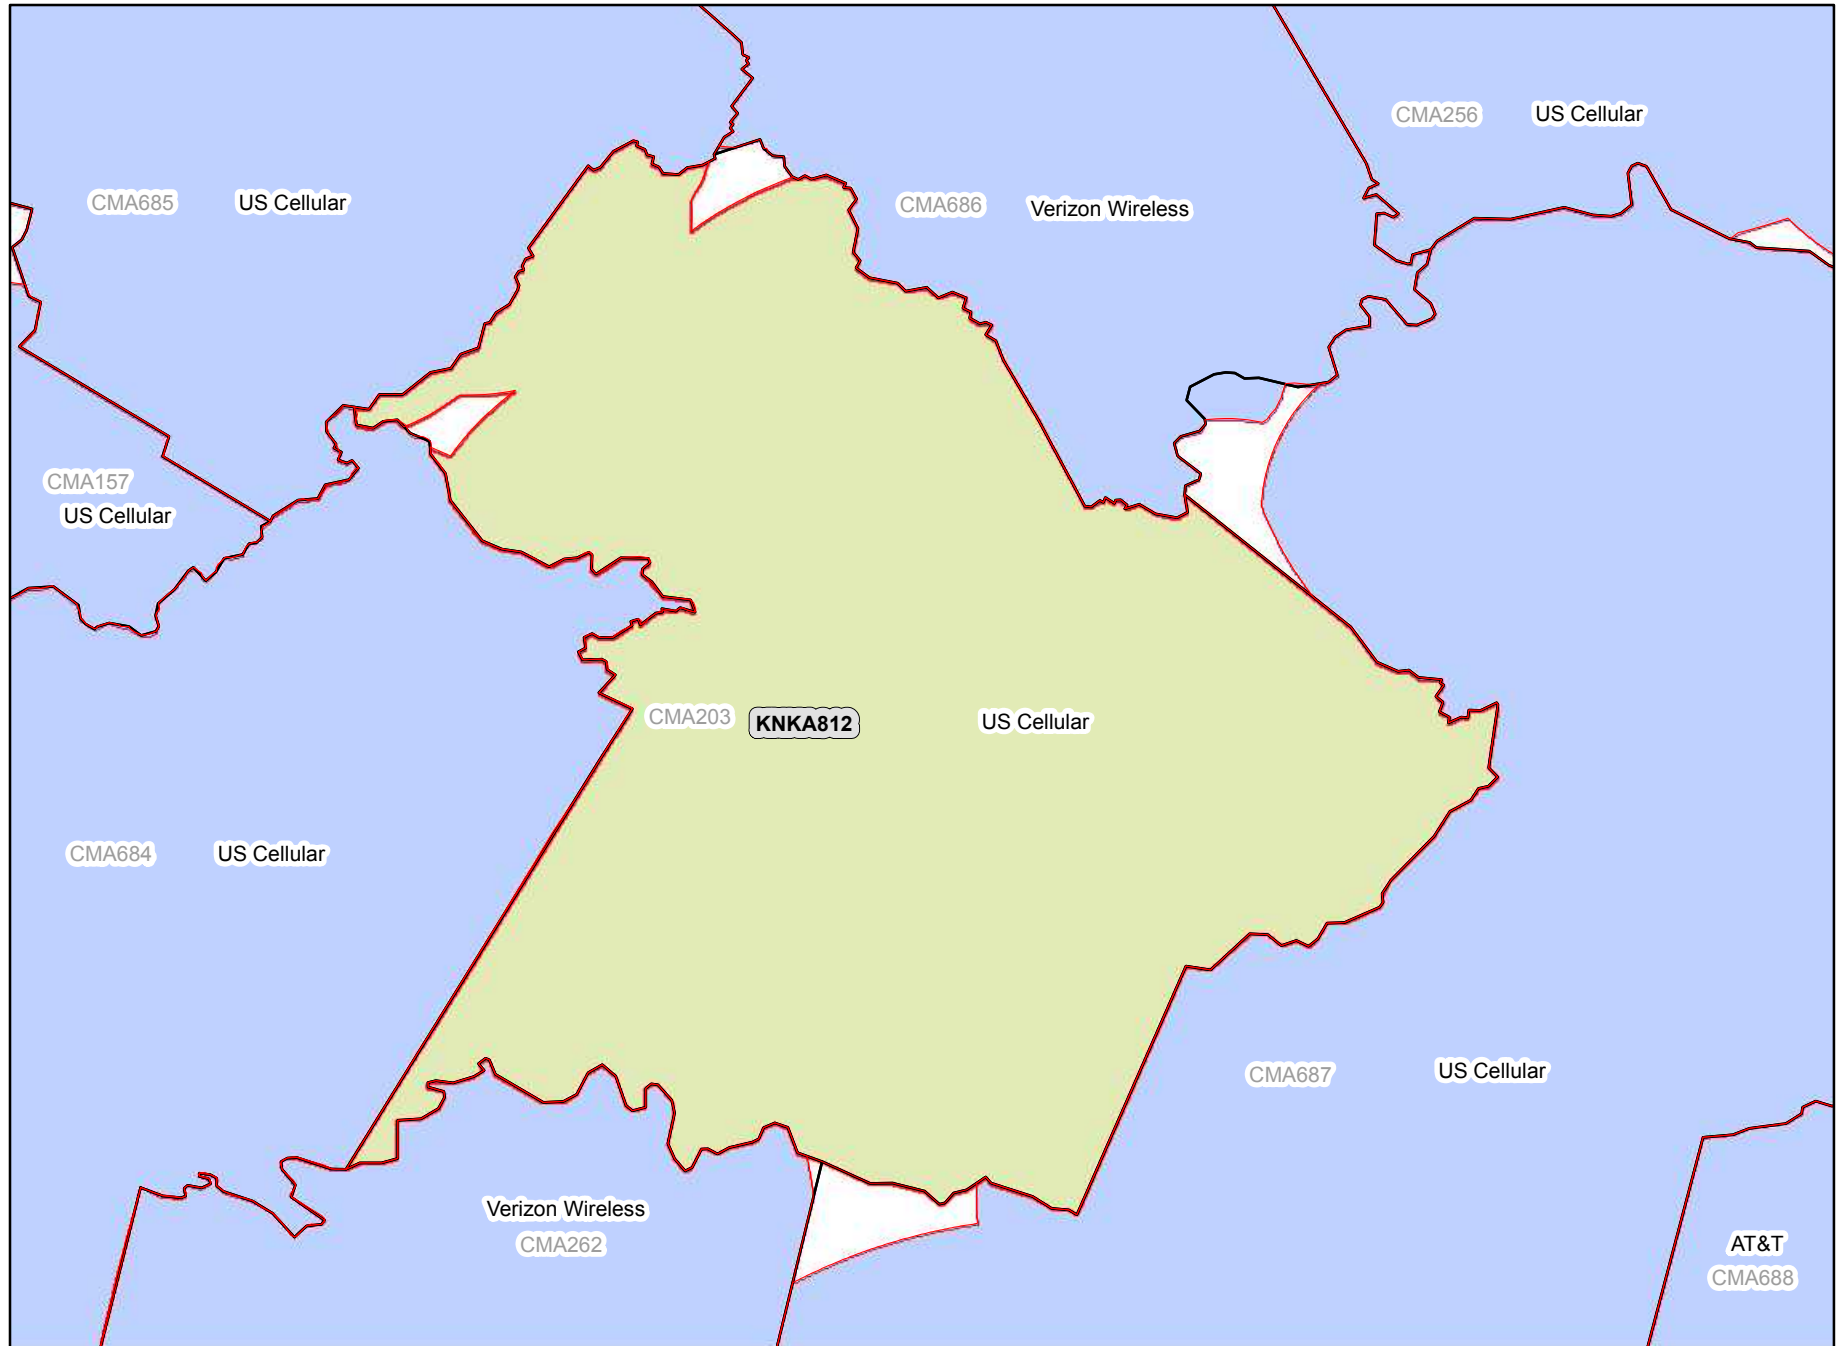 CMA256 US Cellular
CMA685 US Cellular
CMA686 Verizon Wireless
CMA157
US Cellular
CMA203 KNKA812 US Cellular
CMA684 US Cellular
CMA687 US Cellular
Verizon Wireless
CMA262
AT&T
CMA688